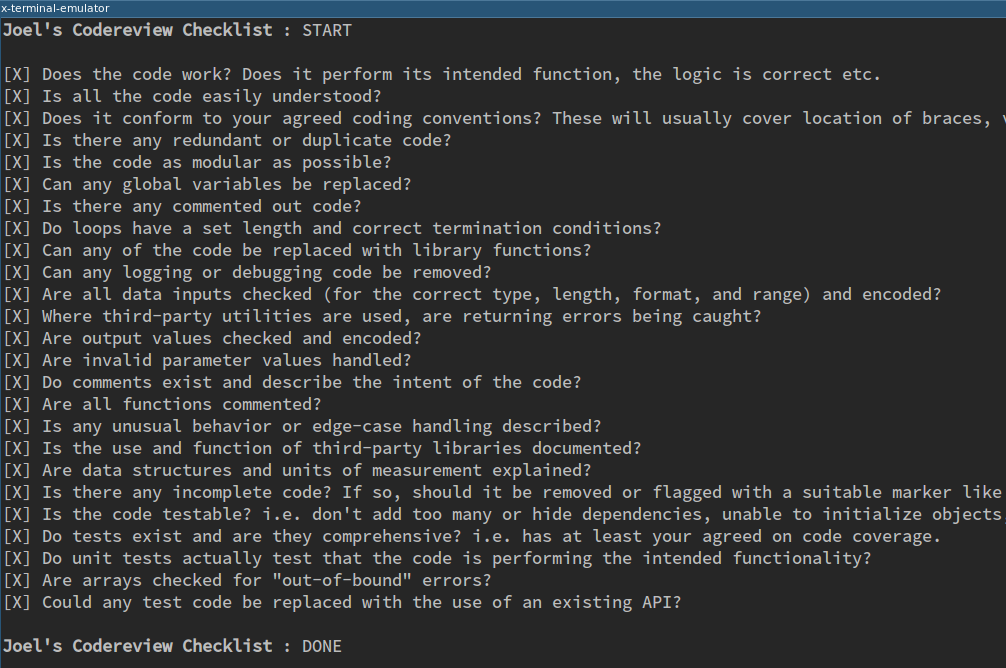 x-terminal-emulator
Joel's Codereview Checklist : START
[X] Does the code work? Does it perform its intended function, the logic is correct etc.
[X] Is all the code easily understood?
[X] Does it conform to your agreed coding conventions? These will usually cover location of braces,
[X] Is there any redundant or duplicate code?
[X] Is the code as modular as possible?
[X] Can any global variables be replaced?
[X] Is there any commented out code?
[X] Do loops have a set length and correct termination conditions?
[X] Can any of the code be replaced with library functions?
[X] Can any logging or debugging code be removed?
[X] Are all data inputs checked (for the correct type, length, format, and range) and encoded?
[X] Where third-party utilities are used, are returning errors being caught?
[X] Are output values checked and encoded?
[X] Are invalid parameter values handled?
[X] Do comments exist and describe the intent of the code?
[X] Are all functions commented?
[X] Is any unusual behavior or edge-case handling described?
[X] Is the use and function of third-party libraries documented?
[X] Are data structures and units of measurement explained?
[X] Is there any incomplete code? If so, should it be removed or flagged with a suitable marker like
[X] Is the code testable? i.e. don't add too many or hide dependencies, unable to initialize objects
[X] Do tests exist and are they comprehensive? i.e. has at least your agreed on code coverage.
[X] Do unit tests actually test that the code is performing the intended functionality?
[X] Are arrays checked for "out-of-bound" errors?
[X] Could any test code be replaced with the use of an existing API?
Joel's Codereview Checklist : DONE